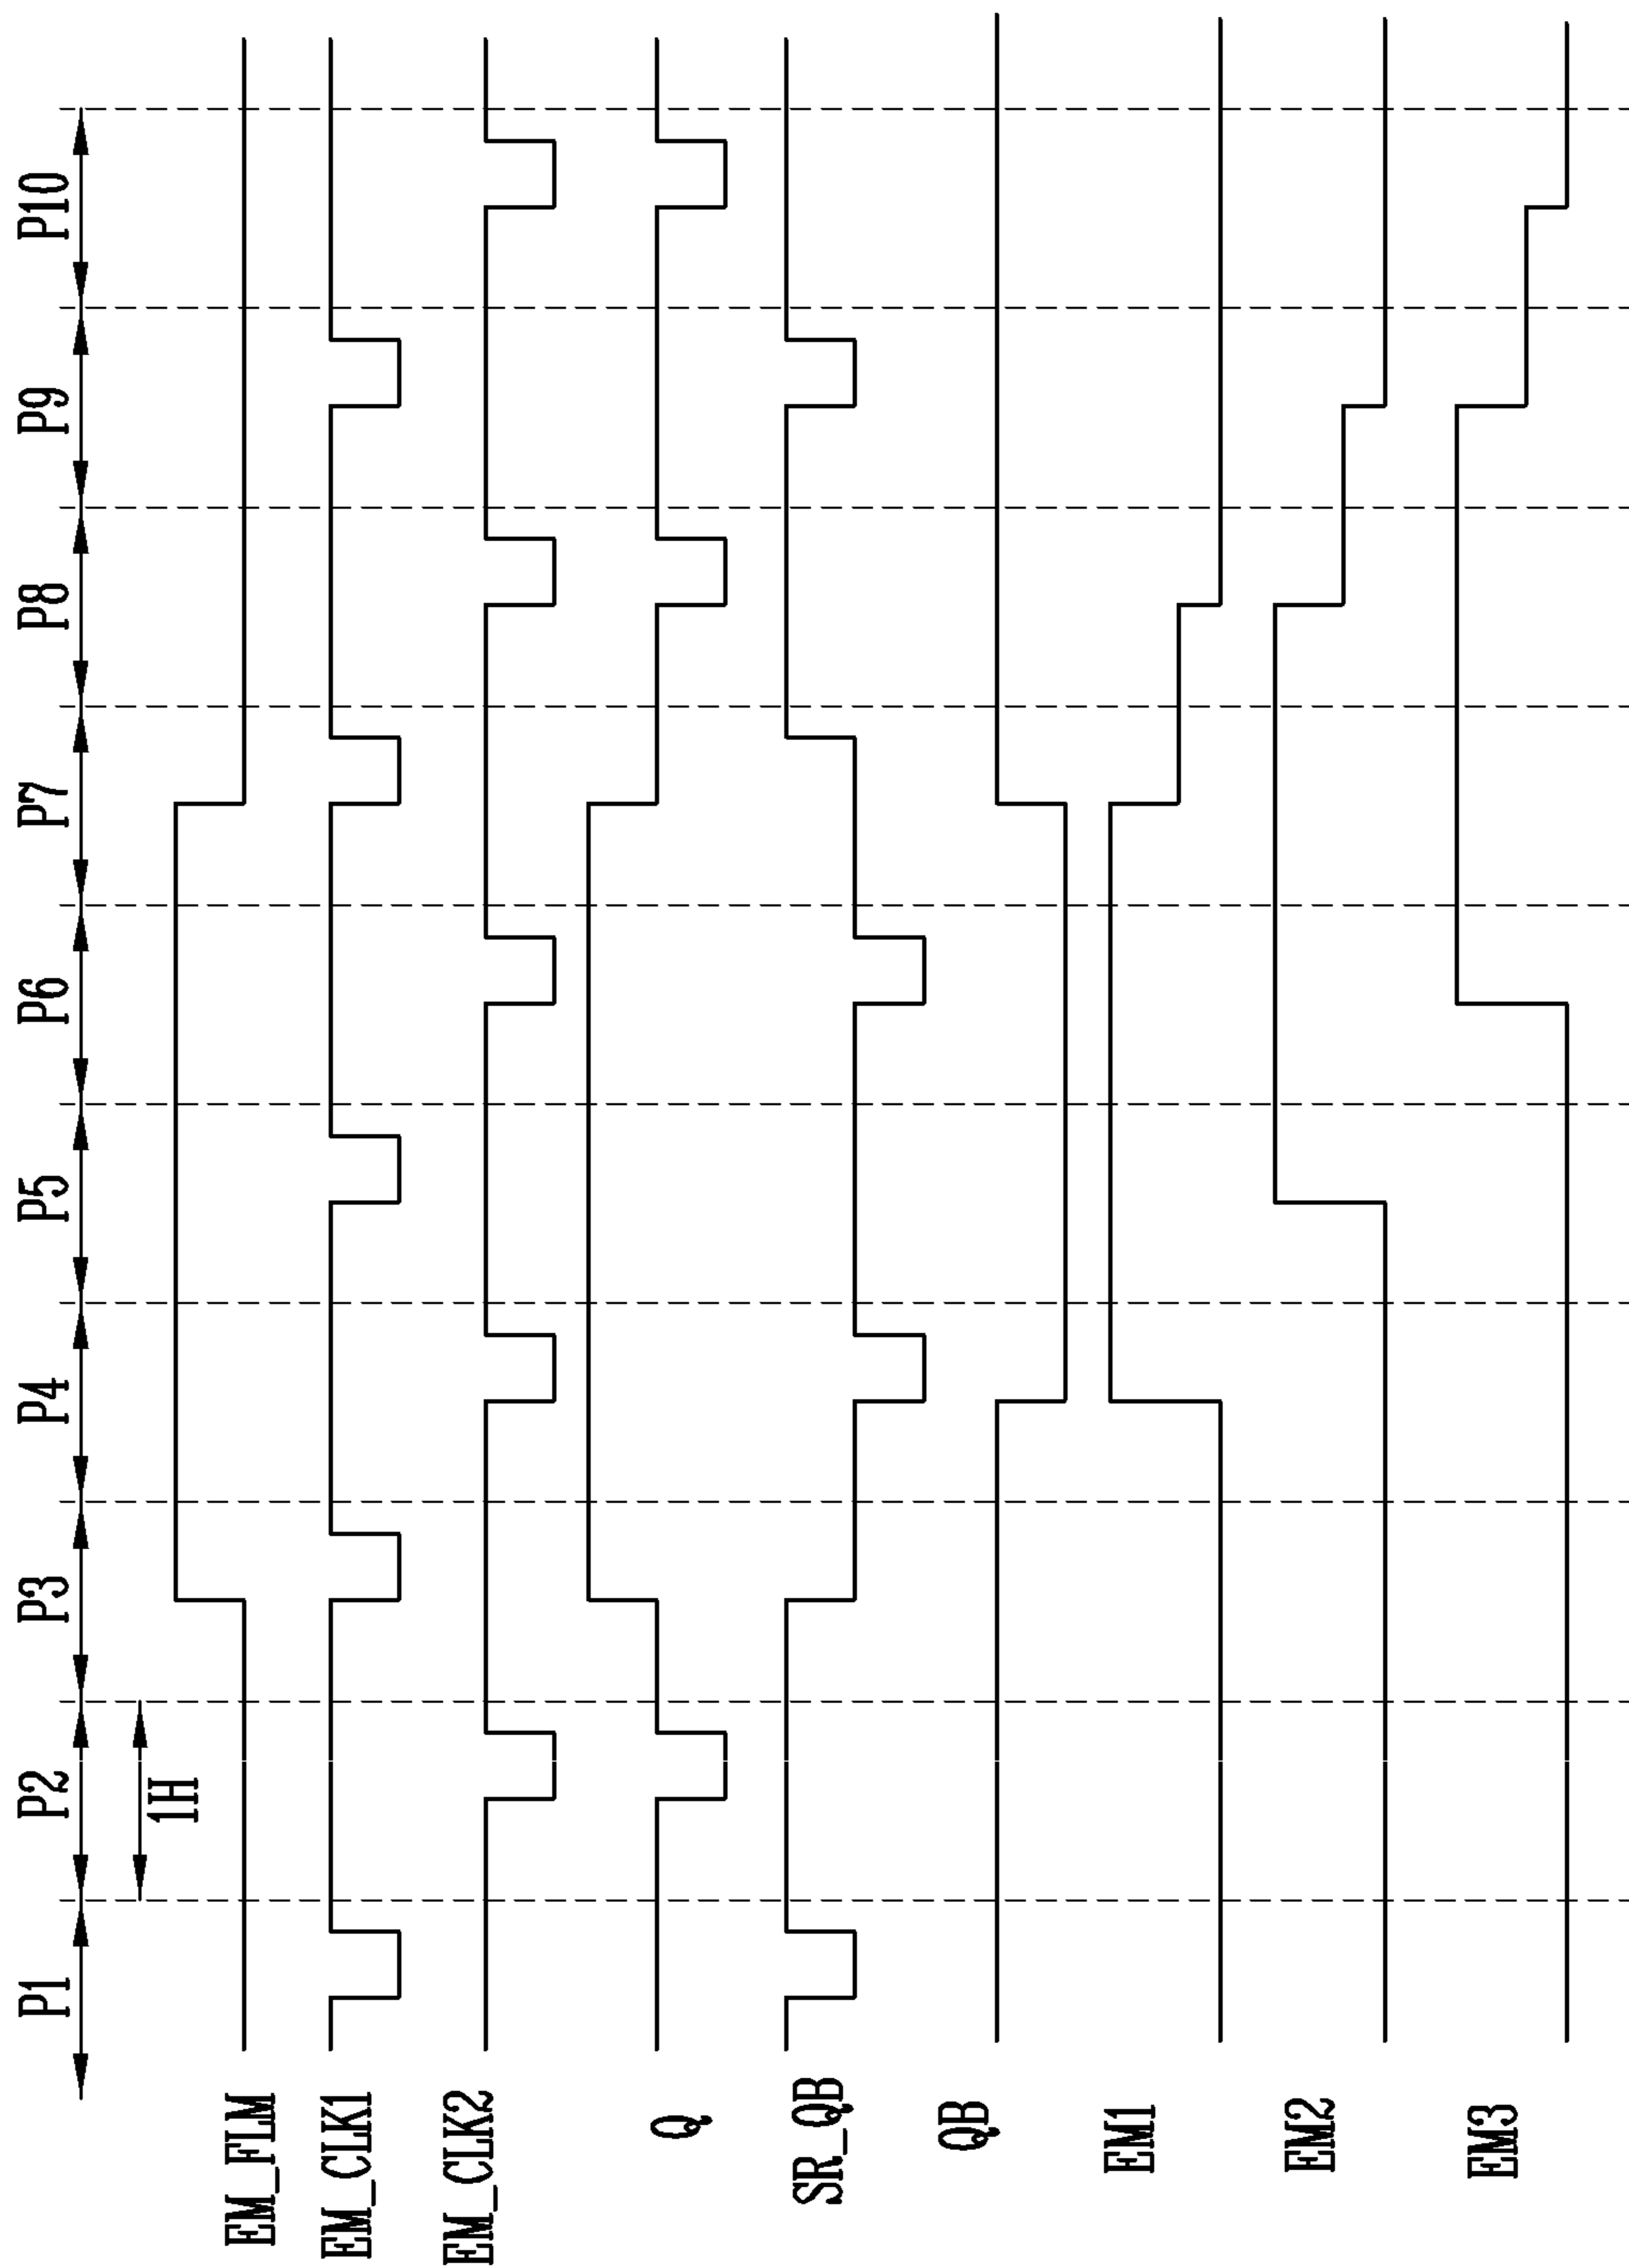 P1 P2 P3 P4 P5 P6 P7 P8 P9 P10
1H
EM_FLM
EM_CLK1
EM_CLK2
Q
SR_QB
QB
EM1
EM2
EM3